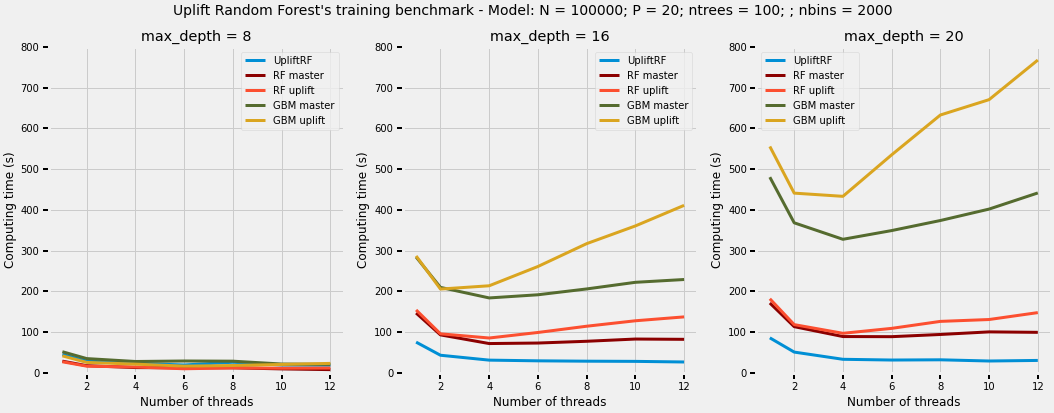 Uplift Random Forest's training benchmark - Model: N = 100000; P = 20; ntrees = 100; ; nbins = 2000
max_depth = 8
800
700
600
500
400
300
200
100
0
Computing time (s)
2
4
6
8
10
12
Number of threads
UpliftRF
RF master
RF uplift
GBM master
GBM uplift
max_depth = 16
800
700
600
500
400
300
200
100
0
Computing time (s)
2
4
6
8
10
12
Number of threads
UpliftRF
RF master
RF uplift
GBM master
GBM uplift
max_depth = 20
800
700
600
500
400
300
200
100
0
Computing time (s)
2
4
6
8
10
12
Number of threads
UpliftRF
RF master
RF uplift
GBM master
GBM uplift